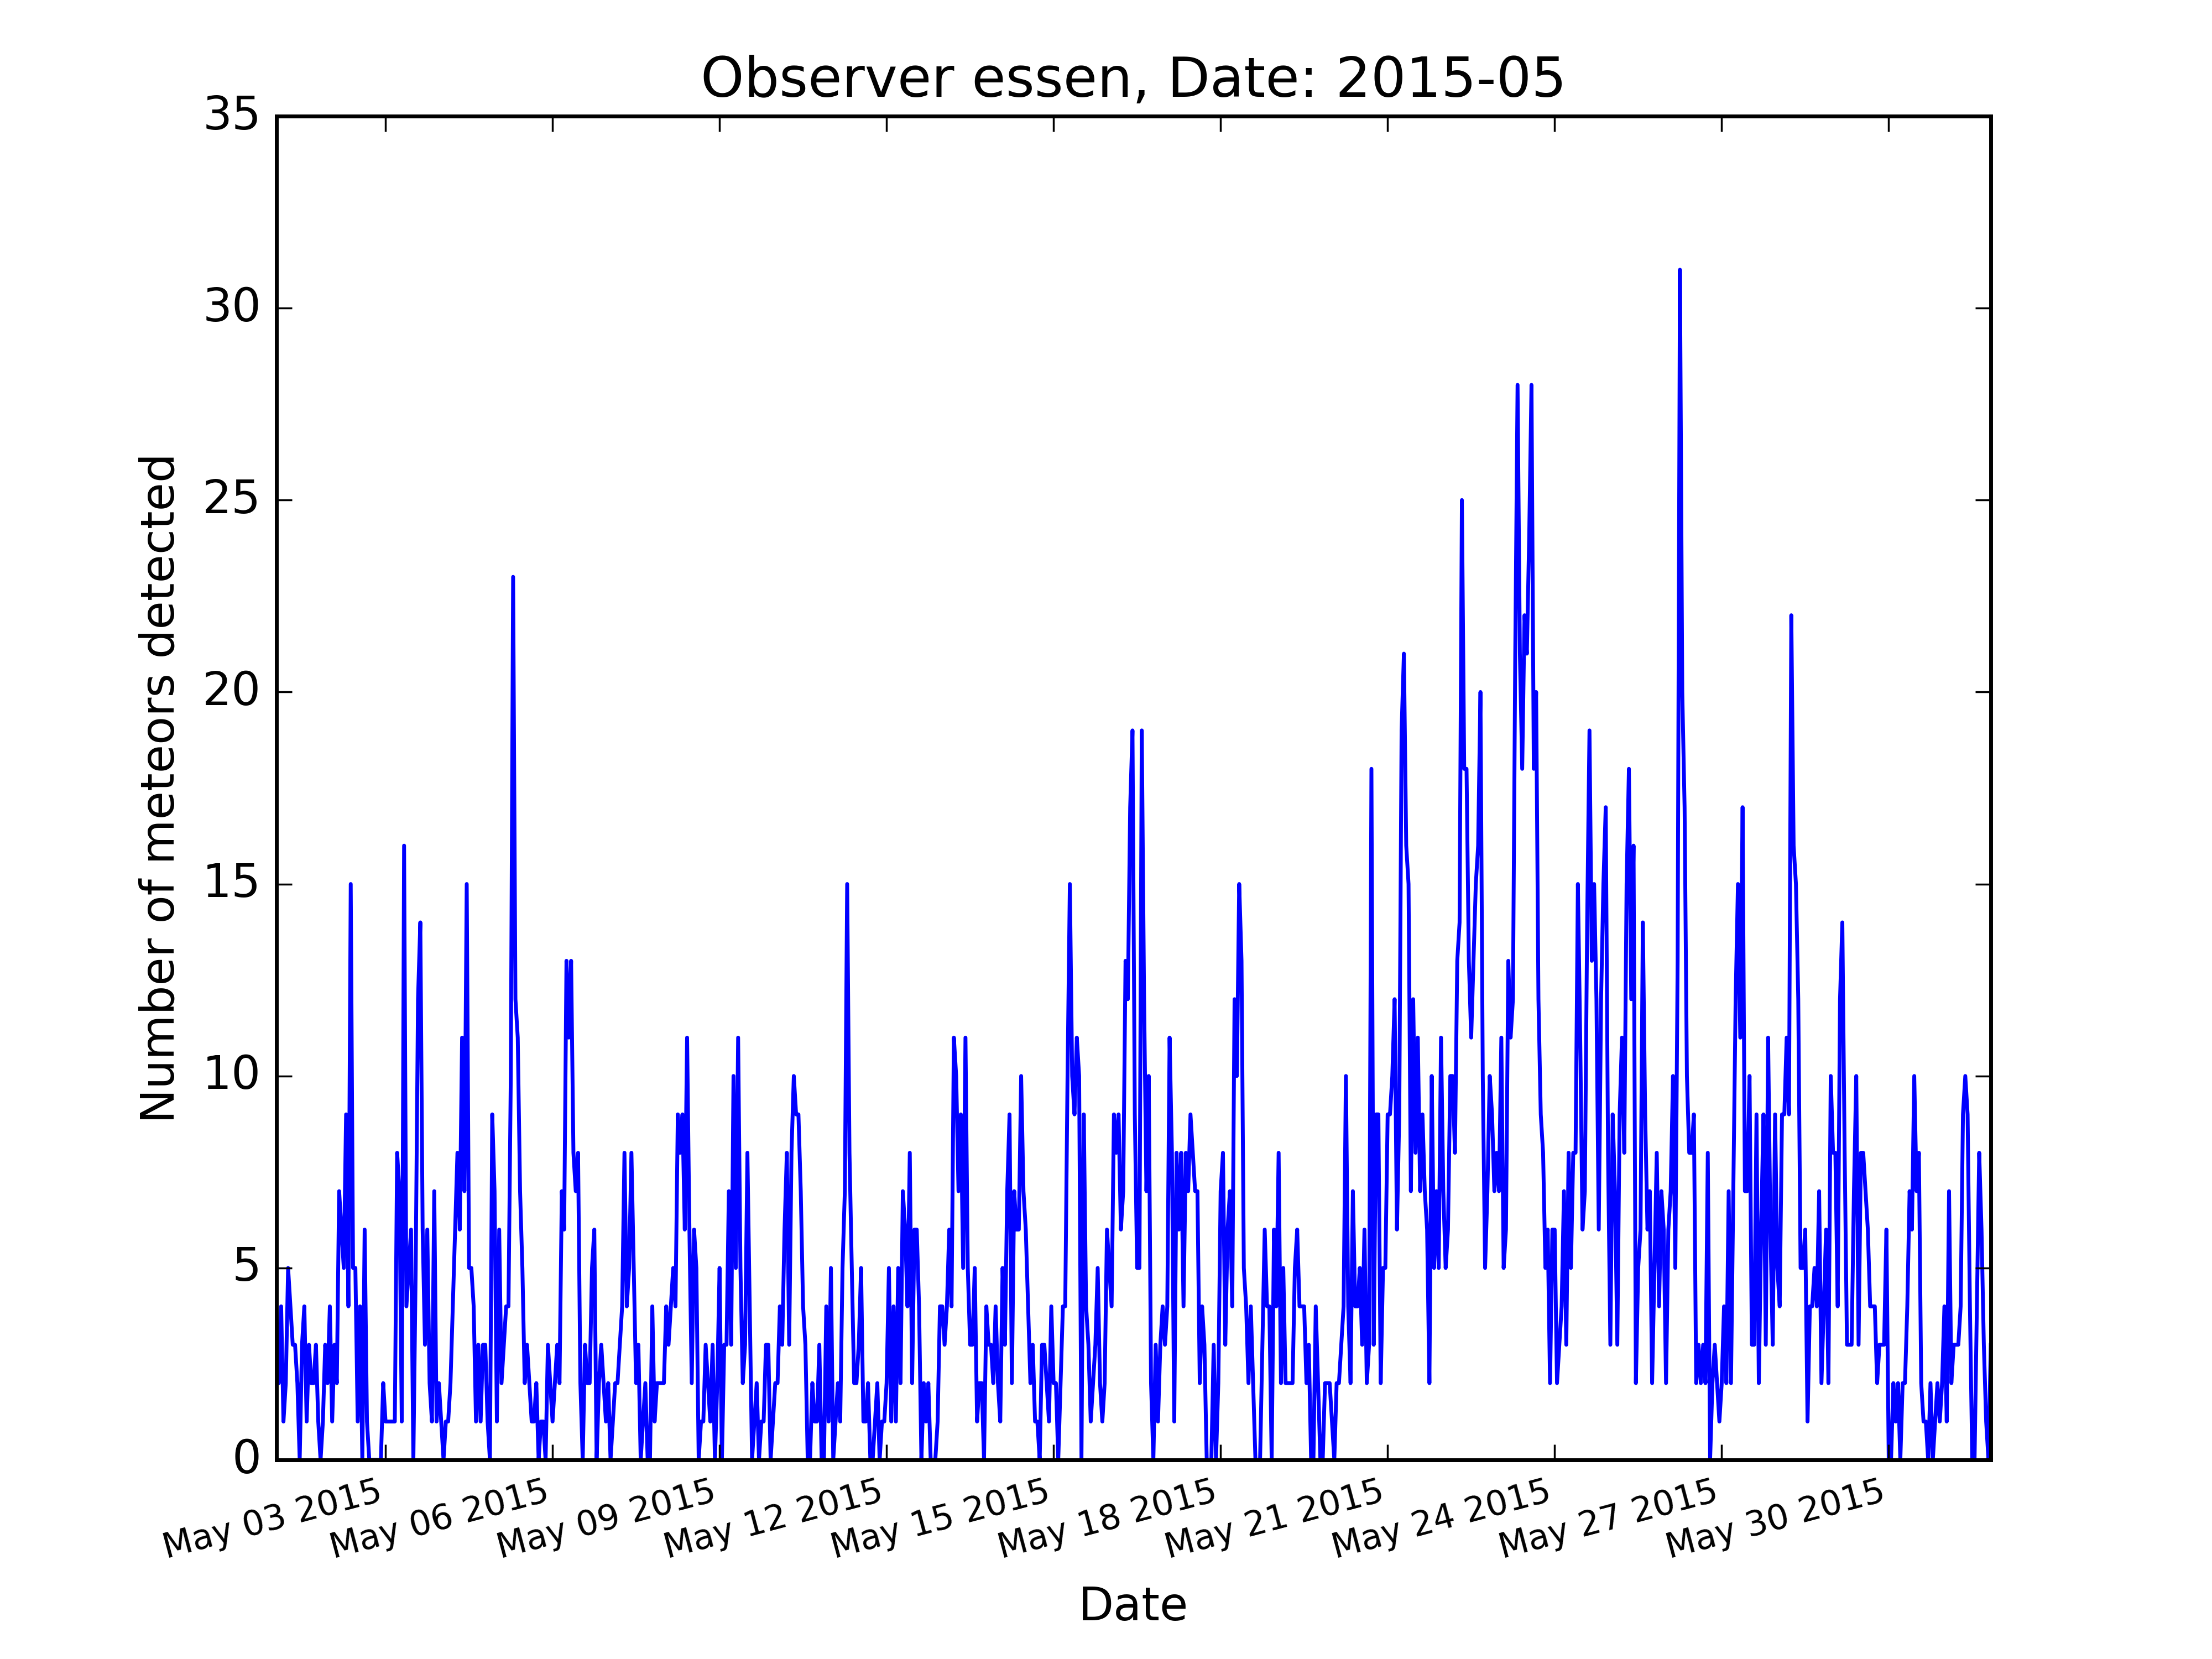 Observer essen, Date: 2015-05
35
30
25
20
15
10
5
0
Number of meteors detected
May 03 2015
May 06 2015
May 09 2015
May 12 2015
May 15 2015
May 18 2015
May 21 2015
May 24 2015
May 27 2015
May 30 2015
Date